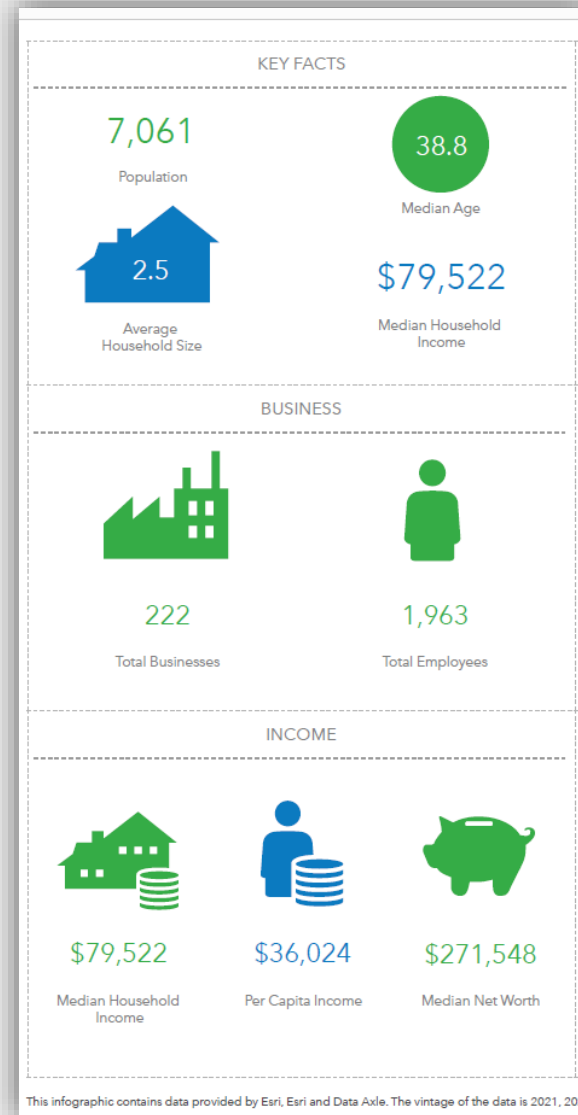 KEY FACTS
7,061
Population
38.8
Median Age
2.5
Average
Household Size
$79,522
Median Household
Income
BUSINESS
222
Total Businesses
1,963
Total Employees
INCOME
$79,522
Median Household
Income
$36,024
Per Capita Income
$271,548
Median Net Worth
This infographic contains data provided by Esri, Esri and Data Axle. The vintage of the data is 2021, 20